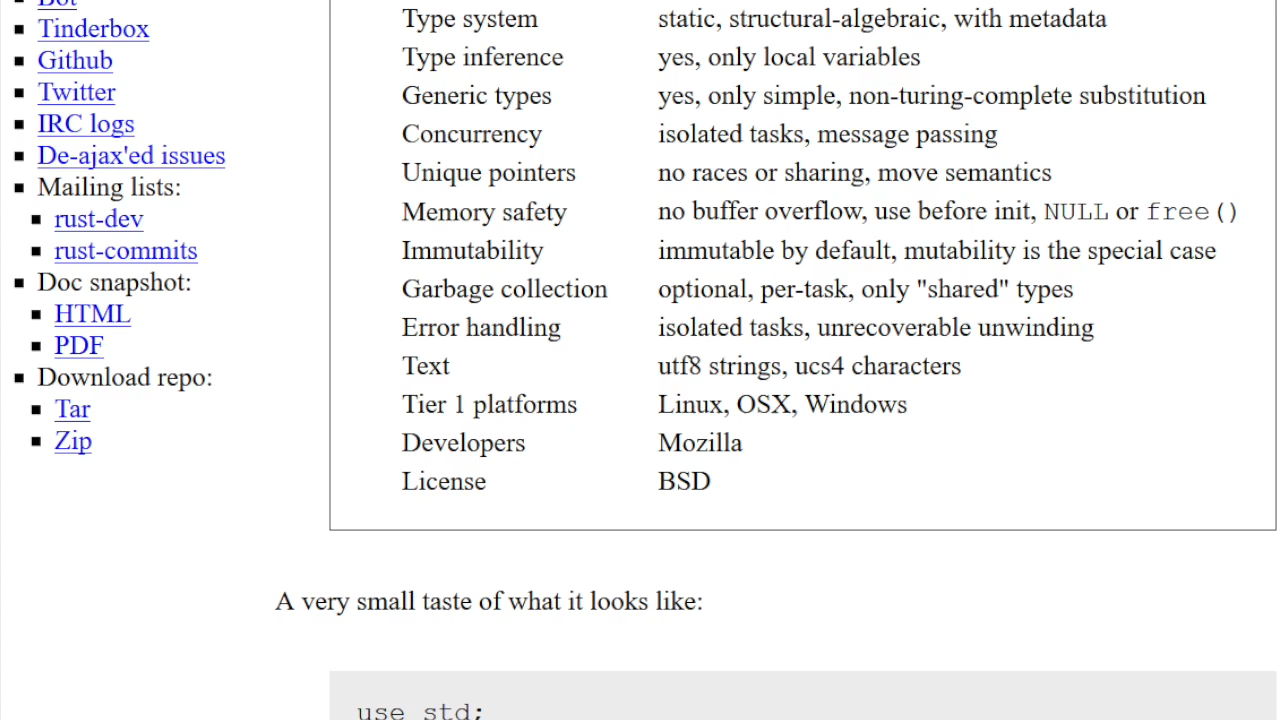 Bot
Tinderbox
Github
Twitter
IRC logs
De-ajax'ed issues
Mailing lists:
rust-dev
rust-commits
Doc snapshot:
HTML
PDF
Download repo:
Tar
Zip
Type system static, structural-algebraic, with metadata
Type inference yes, only local variables
Generic types yes, only simple, non-turing-complete substitution
Concurrency isolated tasks, message passing
Unique pointers no races or sharing, move semantics
Memory safety no buffer overflow, use before init, NULL or free()
Immutability immutable by default, mutability is the special case
Garbage collection optional, per-task, only "shared" types
Error handling isolated tasks, unrecoverable unwinding
Text utf8 strings, ucs4 characters
Tier 1 platforms Linux, OSX, Windows
Developers Mozilla
License BSD
A very small taste of what it looks like:
use std;